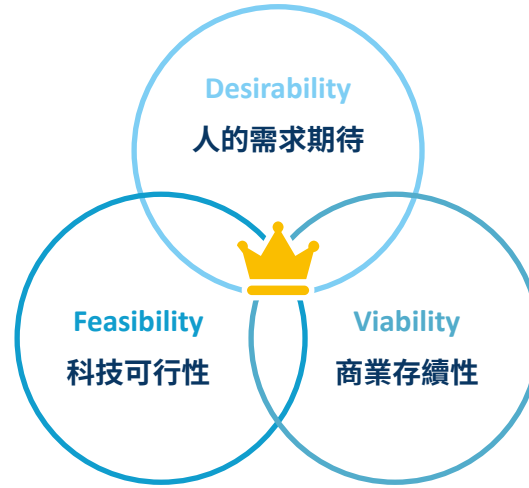 Desirability
人的需求期待
Feasibility
科技可行性
Viability
商業存續性